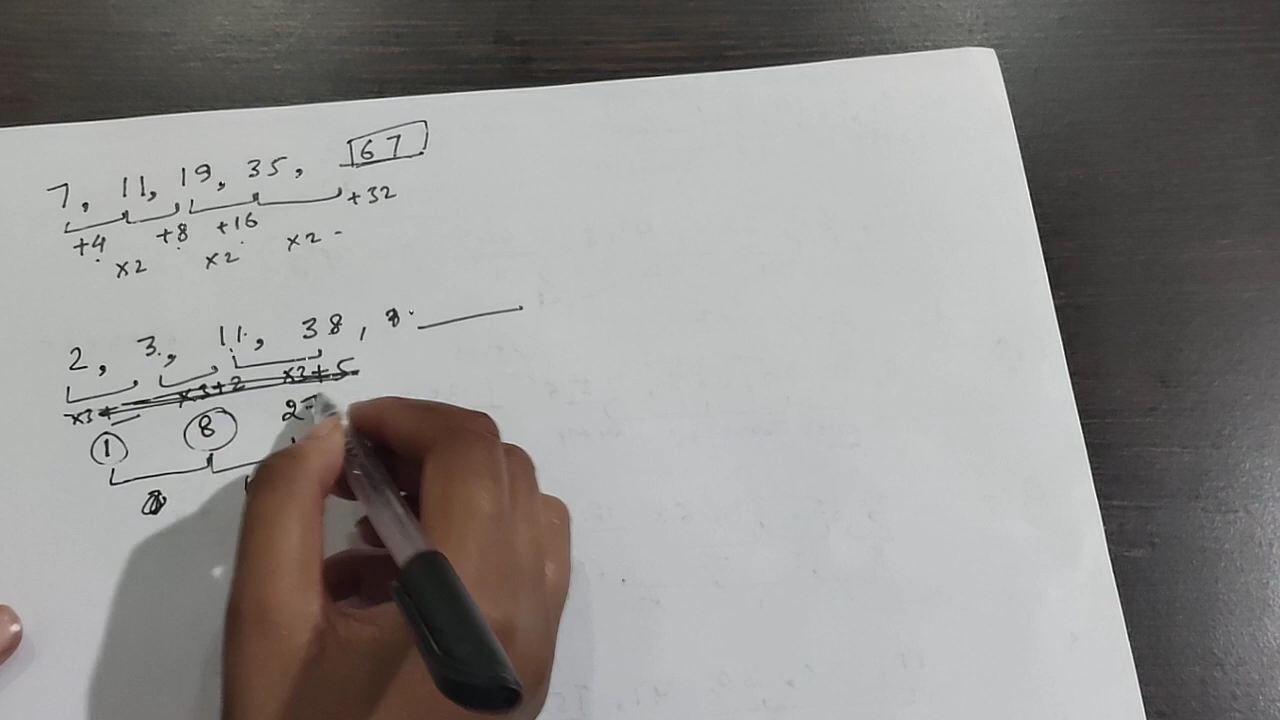 7, 11, 19, 35, 67
+4 +8 +16 +32
×2 ×2 ×2
2, 3, 11, 38,
×3+ ×3+2 ×3+5
1 8 27